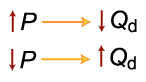 ↑P → ↓Qd
↓P → ↑Qd